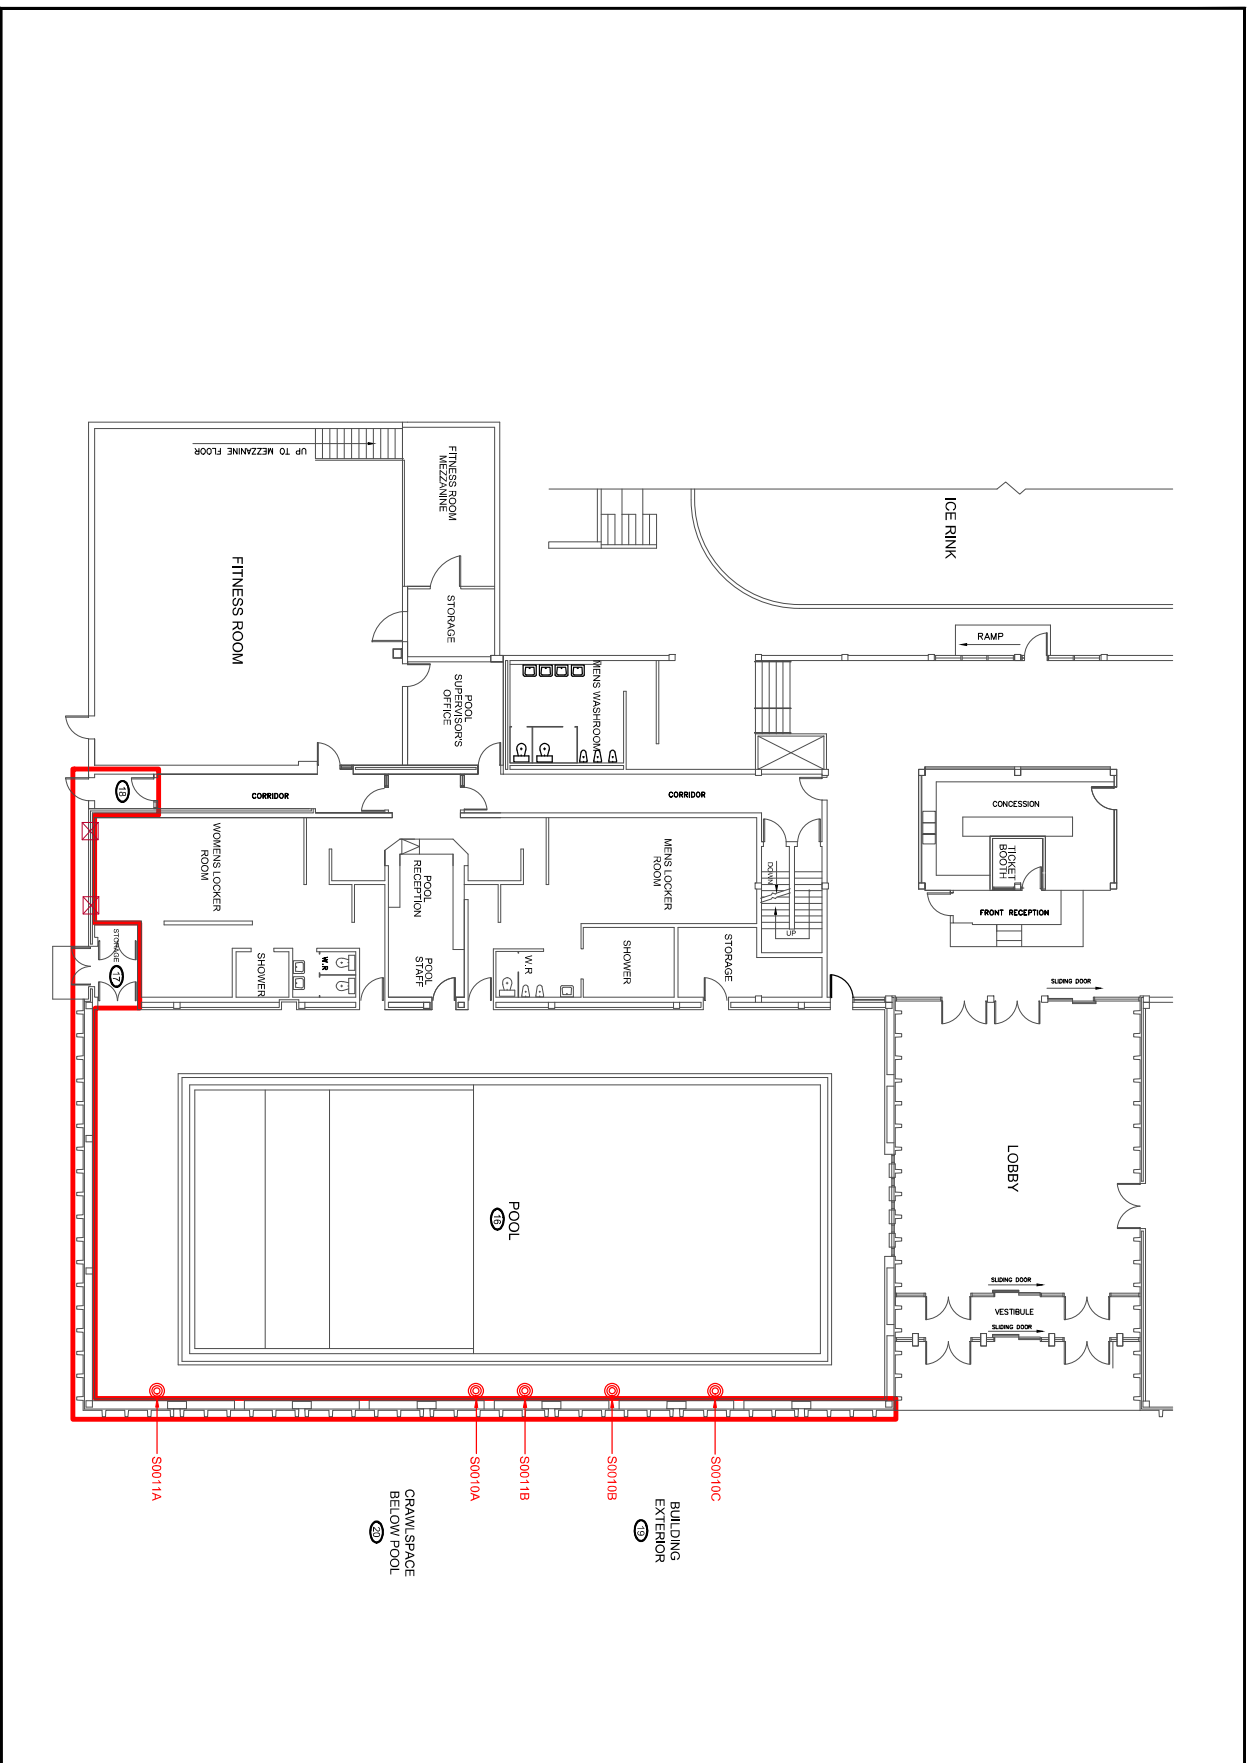 UP TO MEZZANINE FLOOR
FITNESS ROOM
MEZZANINE
ICE RINK
FITNESS ROOM
STORAGE
RAMP
POOL
SUPERVISOR'S
OFFICE
MENS WASHROOM
18
CORRIDOR
CORRIDOR
CONCESSION
WOMENS LOCKER
ROOM
POOL
RECEPTION
MENS LOCKER
ROOM
DOWN
UP
TICKET
BOOTH
FRONT RECEPTION
STORAGE
17
SHOWER
W.R
POOL
STAFF
W.R
SHOWER
STORAGE
SLIDING DOOR
LOBBY
POOL
16
SLIDING DOOR
VESTIBULE
SLIDING DOOR
S0011A
S0010A
S0011B
S0010B
S0010C
CRAWLSPACE
BELOW POOL
20
BUILDING
EXTERIOR
19